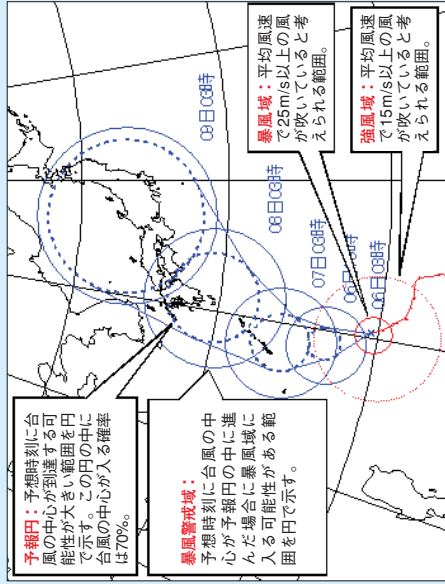 予報円：予想時刻に台
風の中心が到達する可
能性が大きい範囲を円
で示す。この円の中に
台風の中心が入る確率
は70%。
暴風警戒域：
予想時刻に台風の中
心が予報円の中に進
んだ場合に暴風域に
入る可能性がある範
囲を円で示す。
09日03時
08日03時
07日03時
06日03時
暴風域：平均風速
で25m/s以上の風
が吹いていると考
えられる範囲。
強風域：平均風速
で15m/s以上の風
が吹いていると考
えられる範囲。